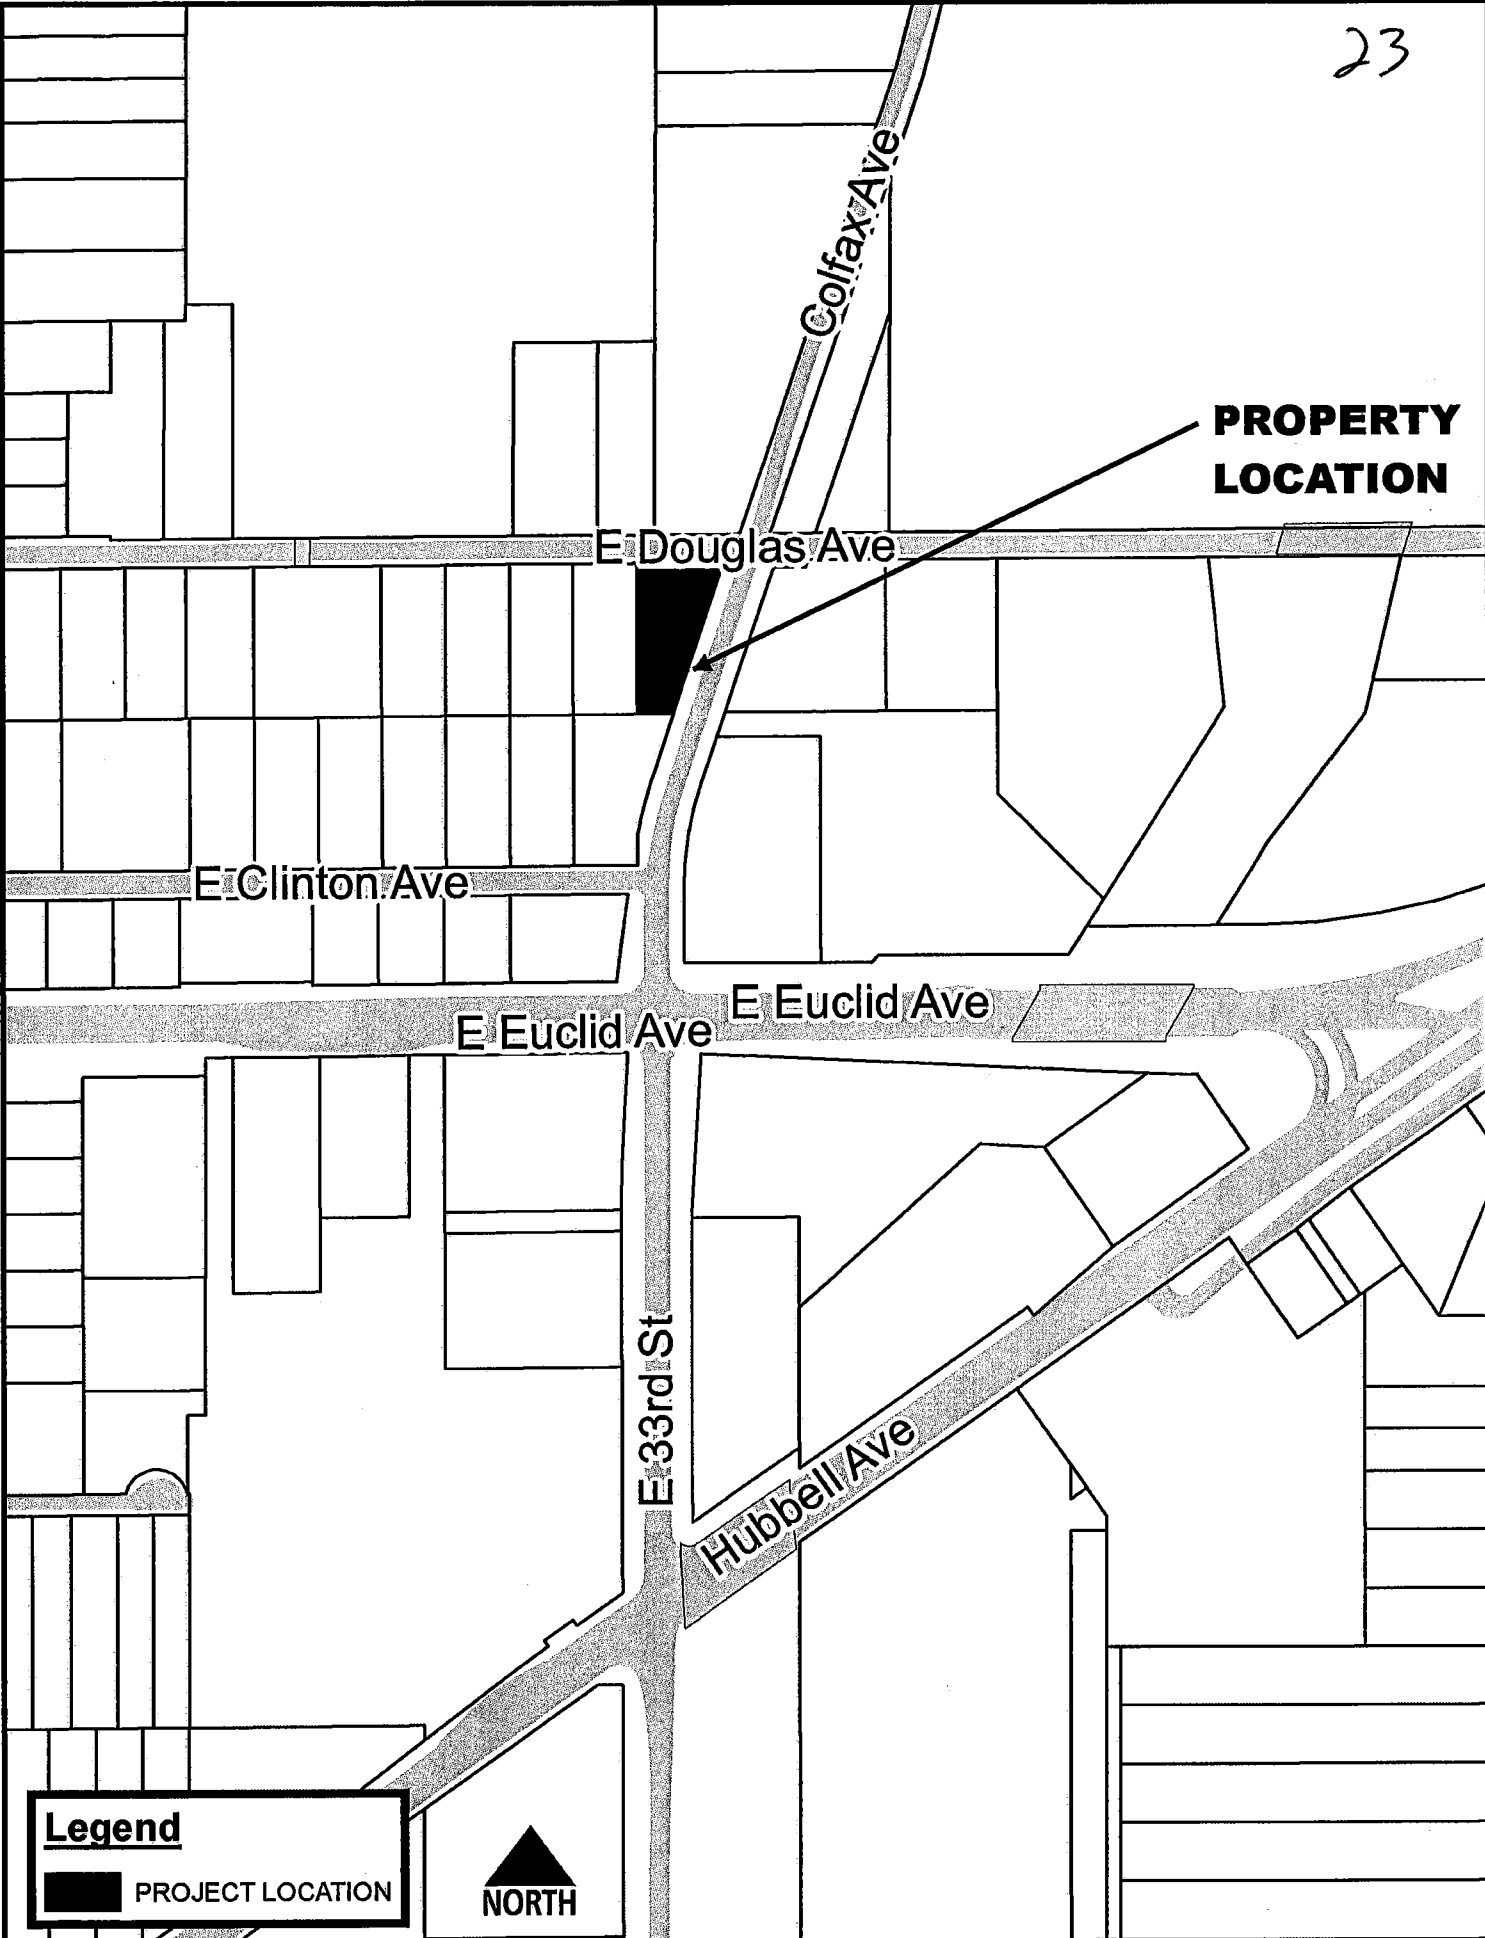 23
Colfax Ave
PROPERTY
LOCATION
E Douglas Ave
E Clinton Ave
E Euclid Ave
E Euclid Ave
E 33rd St
Hubbell Ave
Legend
PROJECT LOCATION
NORTH